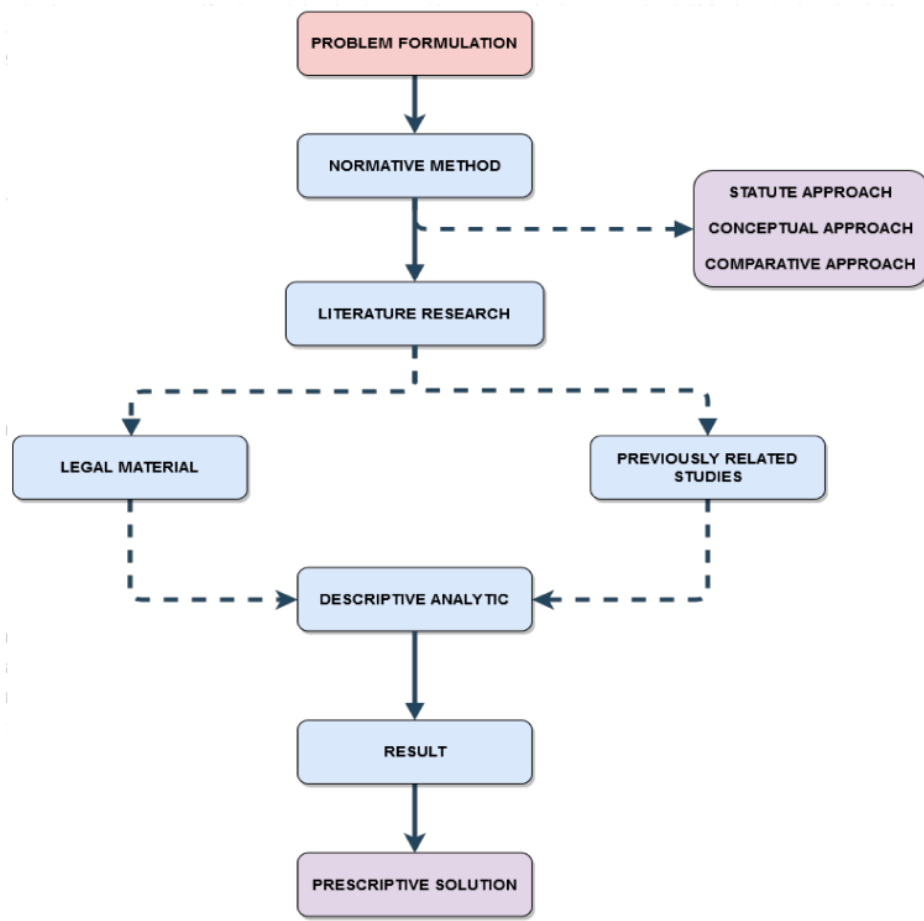 PROBLEM FORMULATION
NORMATIVE METHOD
STATUTE APPROACH
CONCEPTUAL APPROACH
COMPARATIVE APPROACH
LITERATURE RESEARCH
LEGAL MATERIAL
PREVIOUSLY RELATED
STUDIES
DESCRIPTIVE ANALYTIC
RESULT
PRESCRIPTIVE SOLUTION